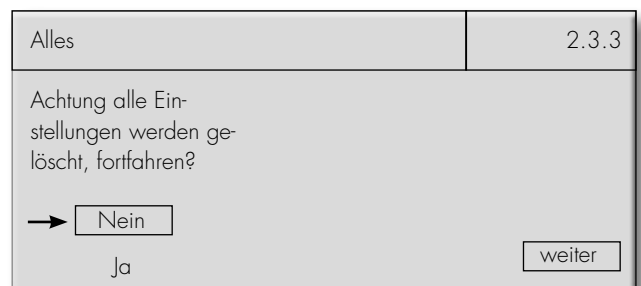 Alles 2.3.3
Achtung alle Ein-
stellungen werden ge-
löscht, fortfahren?
Nein
Ja
weiter